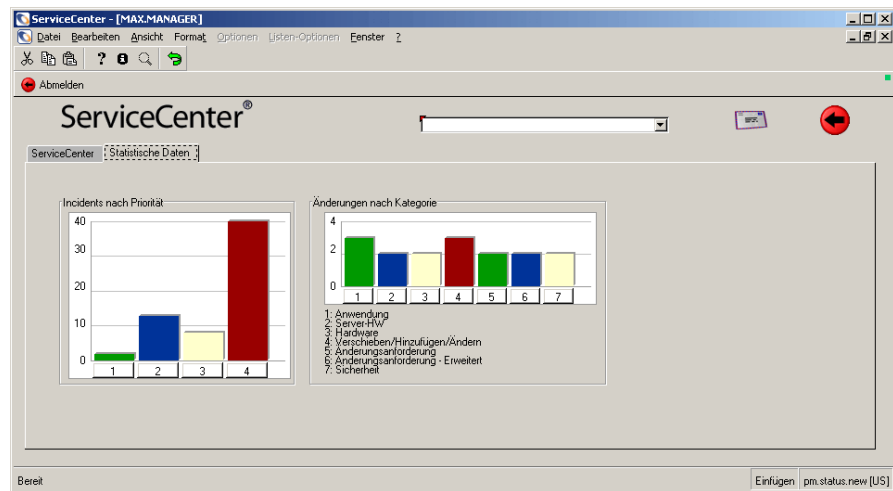 ServiceCenter - [MAX.MANAGER]
Datei Bearbeiten Ansicht Format Optionen Listen-Optionen Fenster ?
Abmelden
ServiceCenter®
ServiceCenter Statistische Daten
Incidents nach Priorität
40
30
20
10
0
1 2 3 4
Änderungen nach Kategorie
4
2
0
1 2 3 4 5 6 7
1: Anwendung
2: Server-HW
3: Hardware
4: Verschieben/Hinzufügen/Ändern
5: Änderungsanforderung
6: Änderungsanforderung - Erweitert
7: Sicherheit
Bereit Einfügen pm.status.new [US]